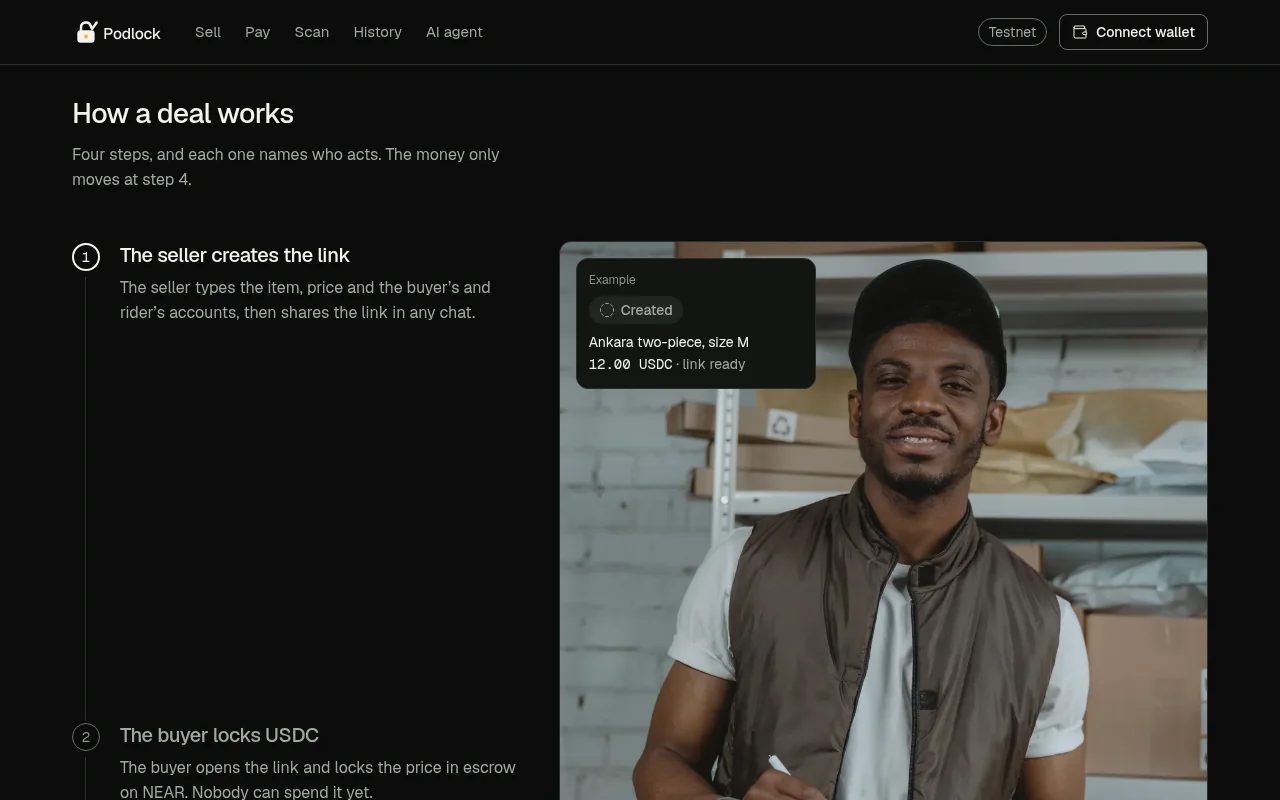 Podlock
Sell
Pay
Scan
History
AI agent
Testnet
Connect wallet
How a deal works
Four steps, and each one names who acts. The money only
moves at step 4.
1
The seller creates the link
The seller types the item, price and the buyer’s and
rider’s accounts, then shares the link in any chat.
Example
Created
Ankara two-piece, size M
12.00 USDC · link ready
2
The buyer locks USDC
The buyer opens the link and locks the price in escrow
on NEAR. Nobody can spend it yet.